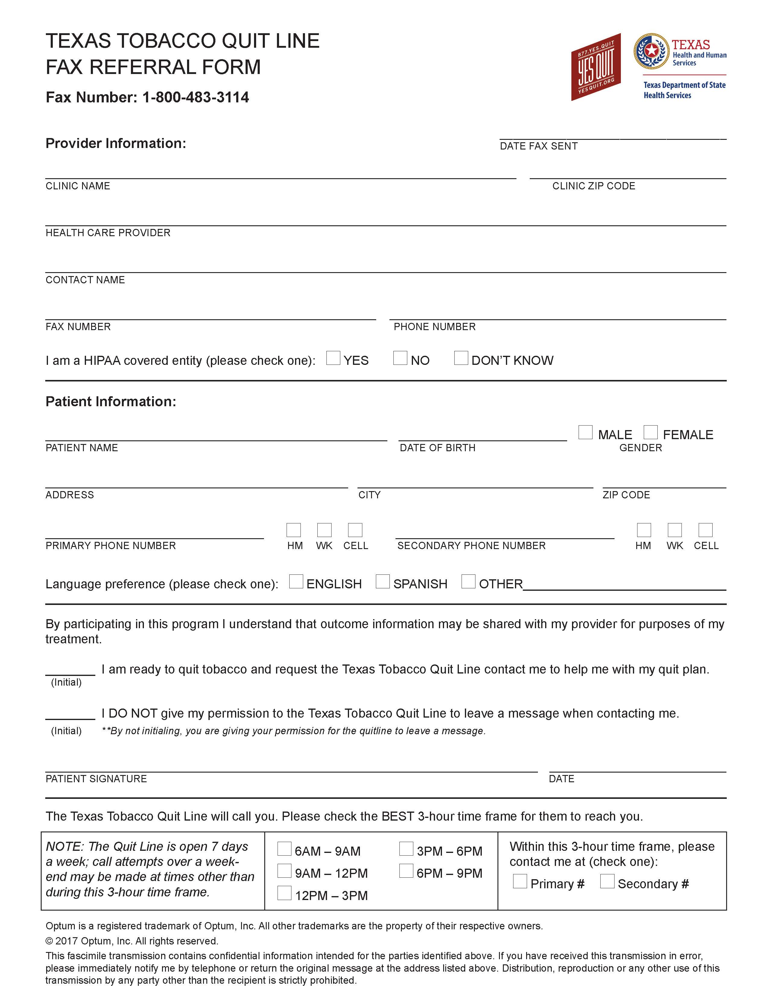 TEXAS TOBACCO QUIT LINE
FAX REFERRAL FORM
Fax Number: 1-800-483-3114
877.YES.QUIT
YES QUIT
YESQUIT.ORG
TEXAS
Health and Human
Services
Texas Department of State
Health Services
Provider Information:
DATE FAX SENT
CLINIC NAME CLINIC ZIP CODE
HEALTH CARE PROVIDER
CONTACT NAME
FAX NUMBER PHONE NUMBER
I am a HIPAA covered entity (please check one): YES NO DON’T KNOW
Patient Information:
MALE FEMALE
PATIENT NAME DATE OF BIRTH GENDER
ADDRESS CITY ZIP CODE
PRIMARY PHONE NUMBER HM WK CELL SECONDARY PHONE NUMBER HM WK CELL
Language preference (please check one): ENGLISH SPANISH OTHER
By participating in this program I understand that outcome information may be shared with my provider for purposes of my
treatment.
I am ready to quit tobacco and request the Texas Tobacco Quit Line contact me to help me with my quit plan.
(Initial)
I DO NOT give my permission to the Texas Tobacco Quit Line to leave a message when contacting me.
(Initial) **By not initialing, you are giving your permission for the quitline to leave a message.
PATIENT SIGNATURE DATE
The Texas Tobacco Quit Line will call you. Please check the BEST 3-hour time frame for them to reach you.
NOTE: The Quit Line is open 7 days
a week; call attempts over a week-
end may be made at times other than
during this 3-hour time frame.
6AM – 9AM 3PM – 6PM
9AM – 12PM 6PM – 9PM
12PM – 3PM
Within this 3-hour time frame, please
contact me at (check one):
Primary # Secondary #
Optum is a registered trademark of Optum, Inc. All other trademarks are the property of their respective owners.
© 2017 Optum, Inc. All rights reserved.
This fascimile transmission contains confidential information intended for the parties identified above. If you have received this transmission in error,
please immediately notify me by telephone or return the original message at the address listed above. Distribution, reproduction or any other use of this
transmission by any party other than the recipient is strictly prohibited.